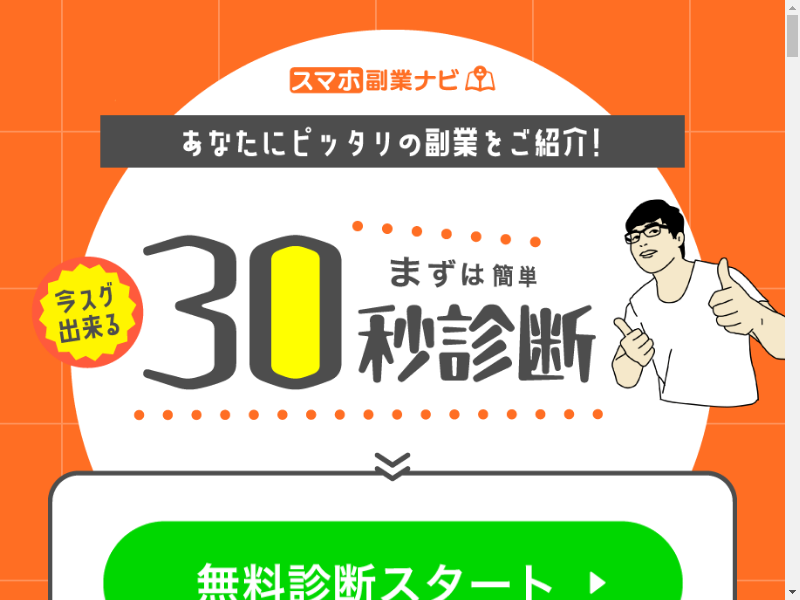 スマホ副業ナビ
あなたにピッタリの副業をご紹介!
今スグ
出来る
まずは簡単
30秒診断
無料診断スタート